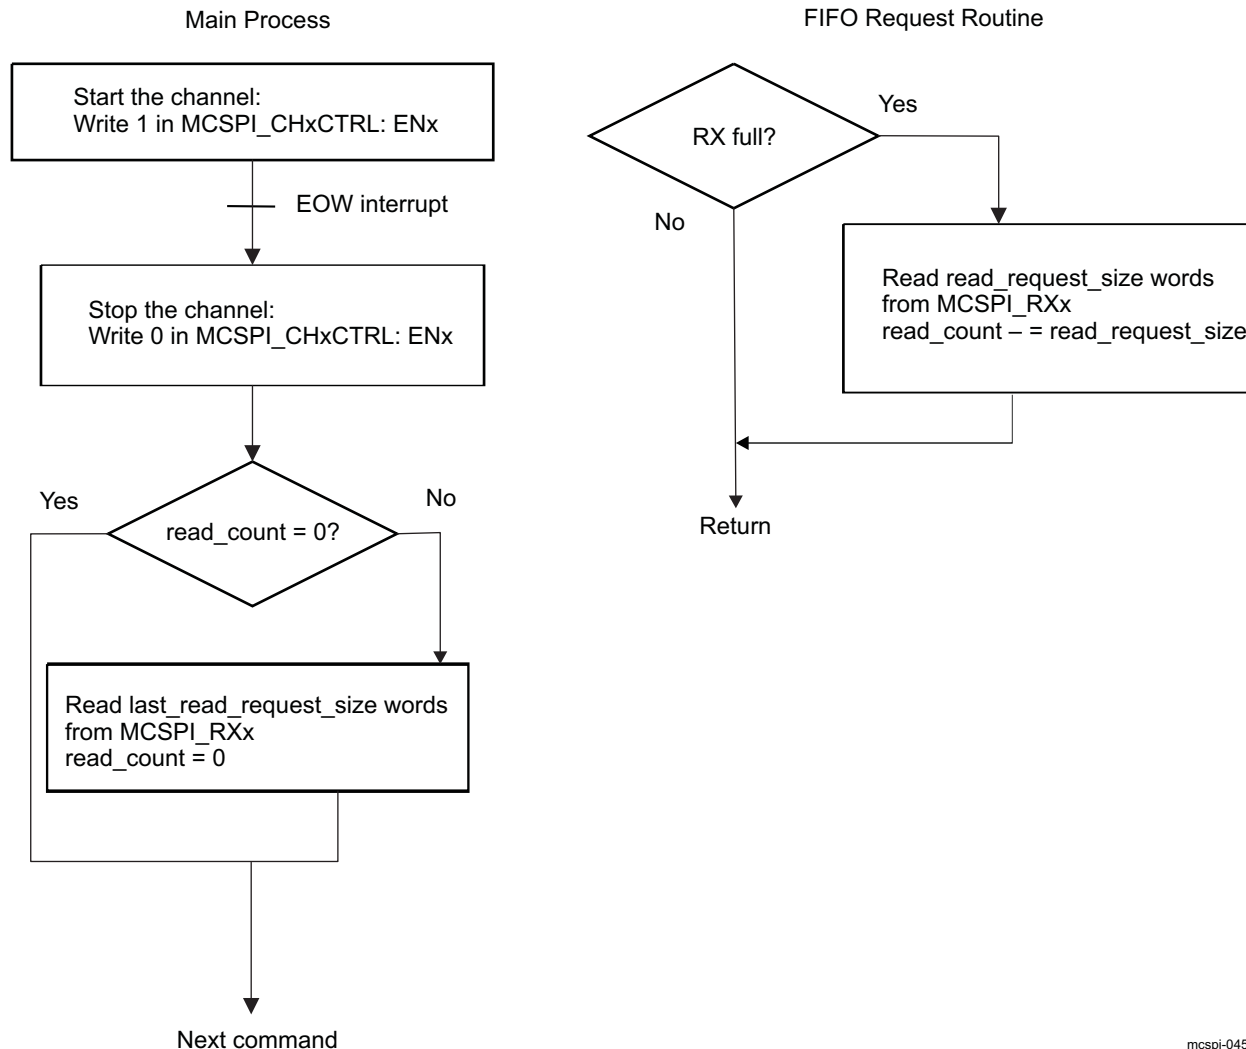 Main Process
Start the channel:
Write 1 in MCSPI_CHxCTRL: ENx
EOW interrupt
Stop the channel:
Write 0 in MCSPI_CHxCTRL: ENx
Yes
No
read_count = 0?
Read last_read_request_size words
from MCSPI_RXx
read_count = 0
Next command
FIFO Request Routine
RX full?
Yes
No
Read read_request_size words
from MCSPI_RXx
read_count – = read_request_size
Return
mcspi-045